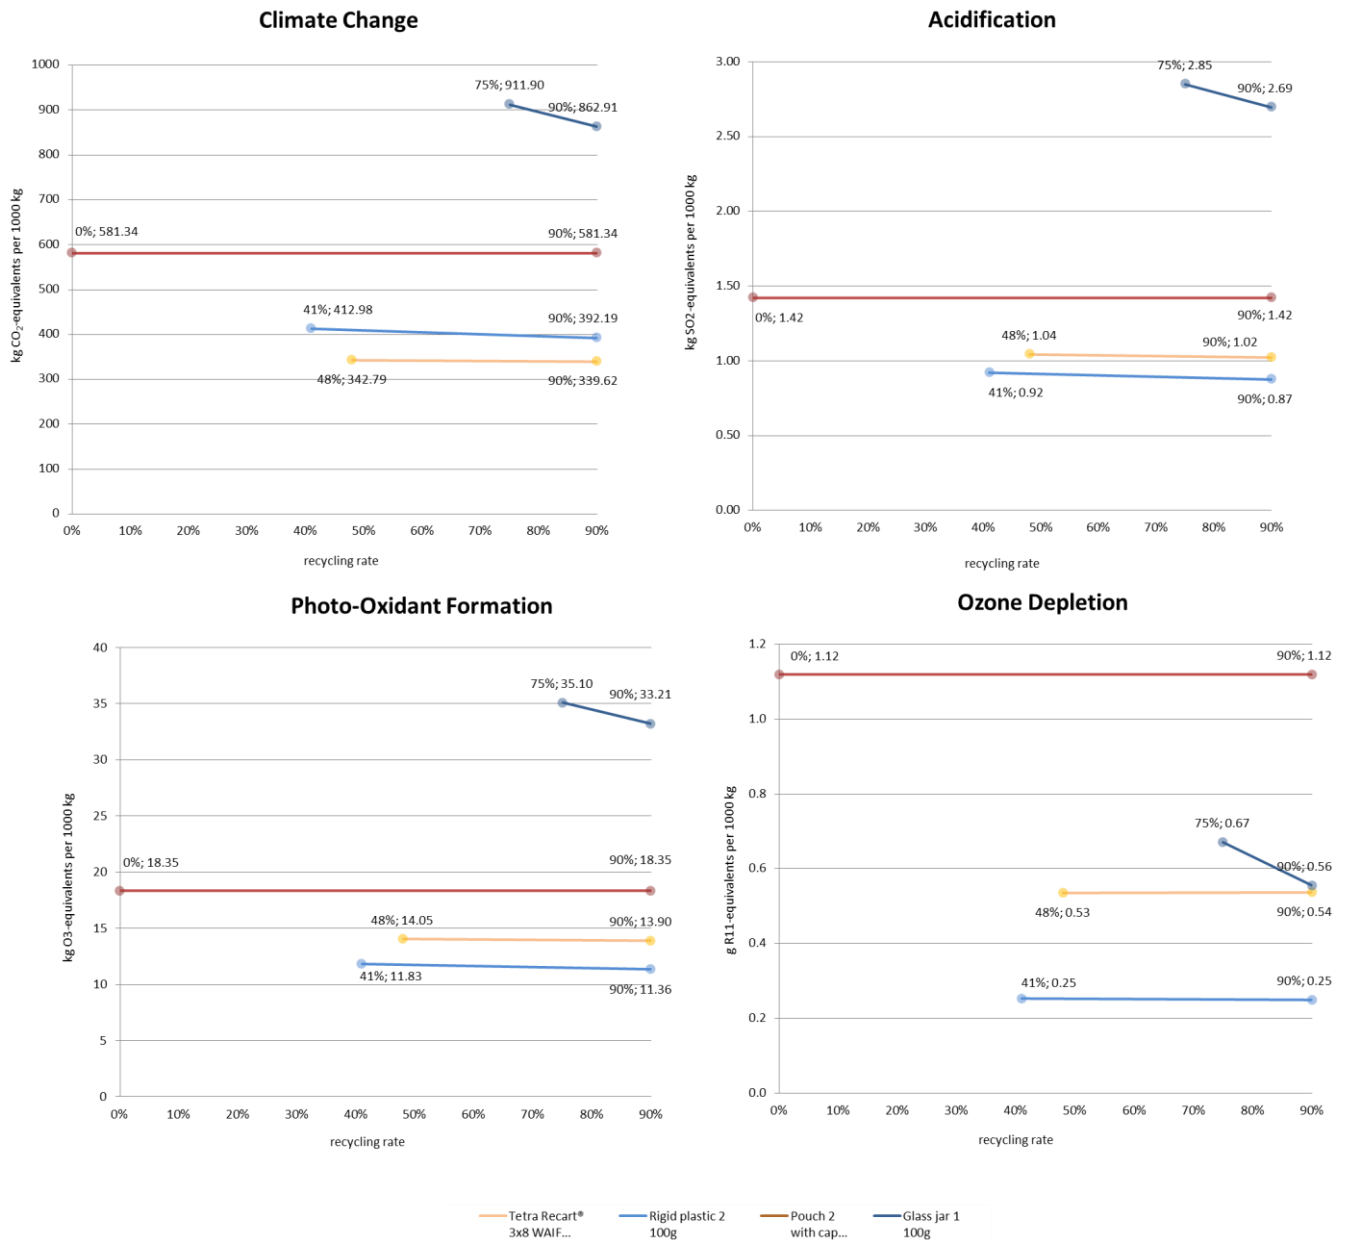 Climate Change
kg CO₂-equivalents per 1000 kg
1000
900
800
700
600
500
400
300
200
100
0
75%; 911.90
90%; 862.91
0%; 581.34
90%; 581.34
41%; 412.98
90%; 392.19
48%; 342.79
90%; 339.62
0% 10% 20% 30% 40% 50% 60% 70% 80% 90%
recycling rate
Acidification
kg SO2-equivalents per 1000 kg
3.00
2.50
2.00
1.50
1.00
0.50
0.00
75%; 2.85
90%; 2.69
0%; 1.42
90%; 1.42
48%; 1.04
90%; 1.02
41%; 0.92
90%; 0.87
0% 10% 20% 30% 40% 50% 60% 70% 80% 90%
recycling rate
Photo-Oxidant Formation
kg O3-equivalents per 1000 kg
40
35
30
25
20
15
10
5
0
75%; 35.10
90%; 33.21
0%; 18.35
90%; 18.35
48%; 14.05
90%; 13.90
41%; 11.83
90%; 11.36
0% 10% 20% 30% 40% 50% 60% 70% 80% 90%
recycling rate
Ozone Depletion
g R11-equivalents per 1000 kg
1.2
1.0
0.8
0.6
0.4
0.2
0.0
0%; 1.12
90%; 1.12
75%; 0.67
90%; 0.56
48%; 0.53
90%; 0.54
41%; 0.25
90%; 0.25
0% 10% 20% 30% 40% 50% 60% 70% 80% 90%
recycling rate
Tetra Recart®
3x8 WAIF...
Rigid plastic 2
100g
Pouch 2
with cap...
Glass jar 1
100g